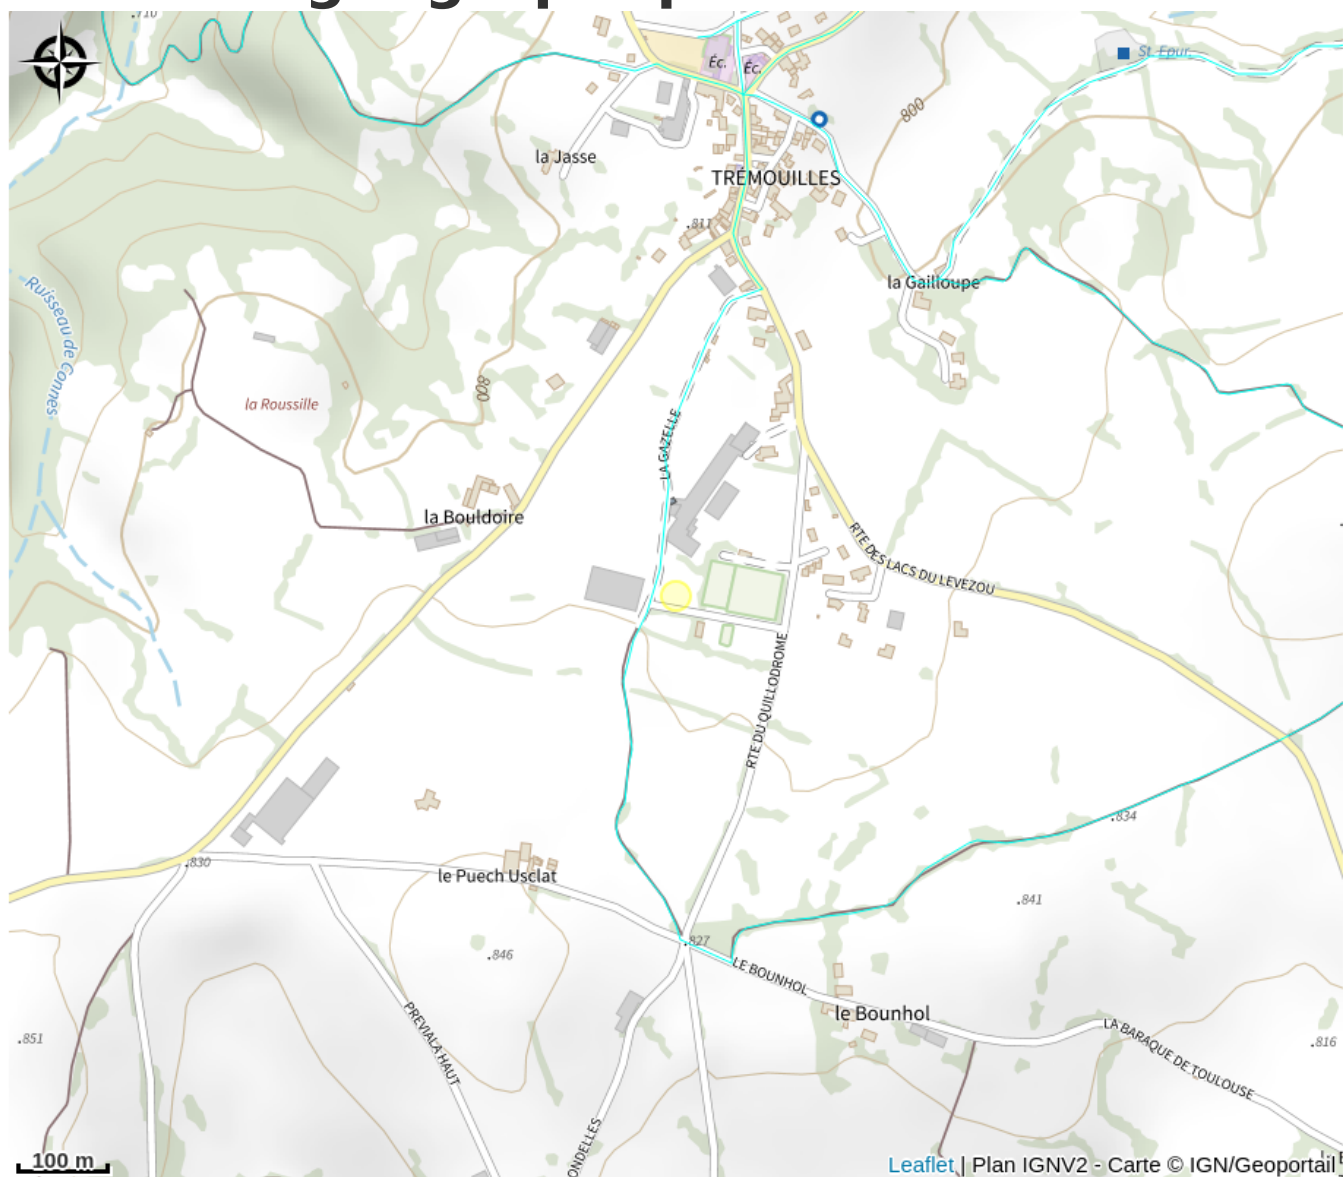 710
Éc.
Éc.
St. Epur.
800
la Jasse
TRÉMOUILLES
.811
la Gailloupe
Ruisseau de Connes
800
la Roussille
LA GAZELLE
la Bouldoire
RTE DES LACS DU LEVEZOU
RTE DU QUILLODROME
.834
.830
le Puech Usclat
.841
.827
.846
LE BOUNHOL
PREVIALA HAUT
le Bounhol
LA BARAQUE DE TOULOUSE
.851
.816
ONDELLES
100 m
Leaflet | Plan IGNV2 - Carte © IGN/Geoportail